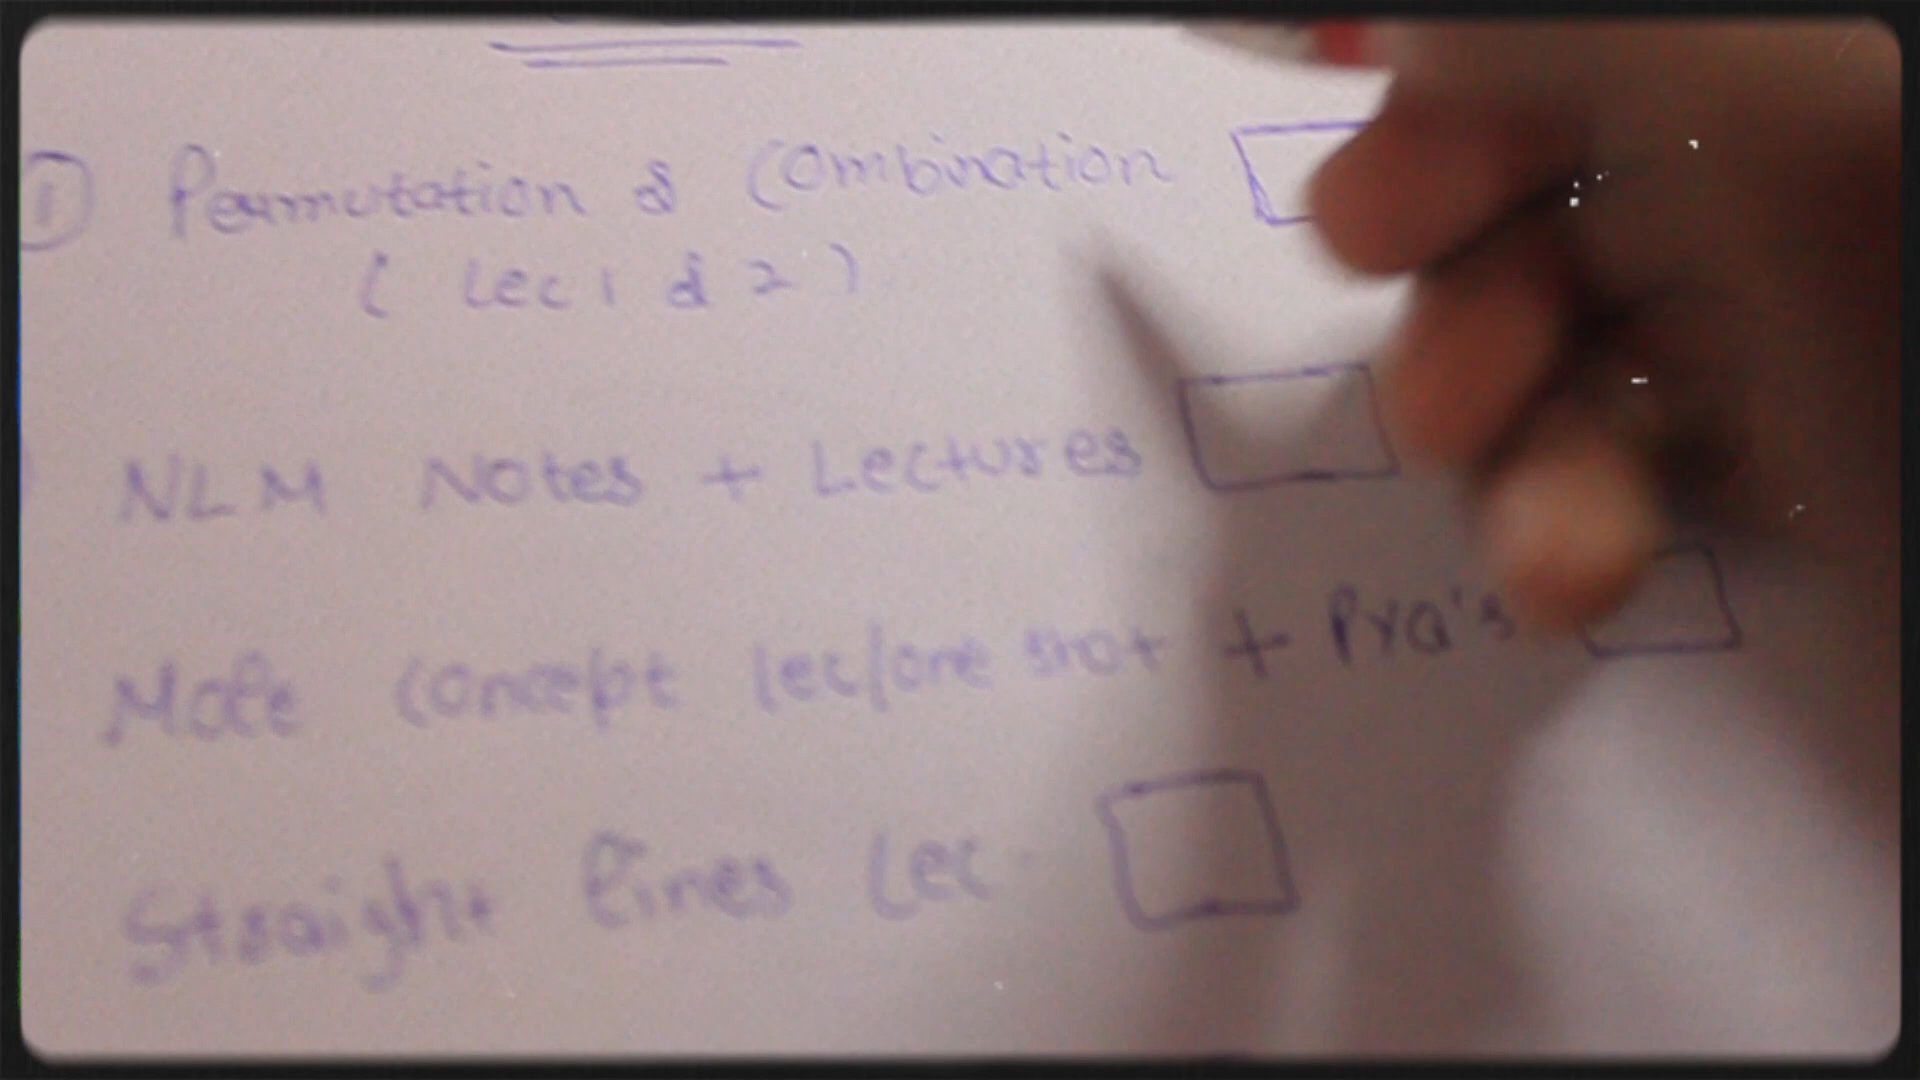 ① Permutation & Combination
( Lec 1 & 2 )
NLM Notes + Lectures
Mole Concept lec/one shot + PYQ's
Straight lines Lec